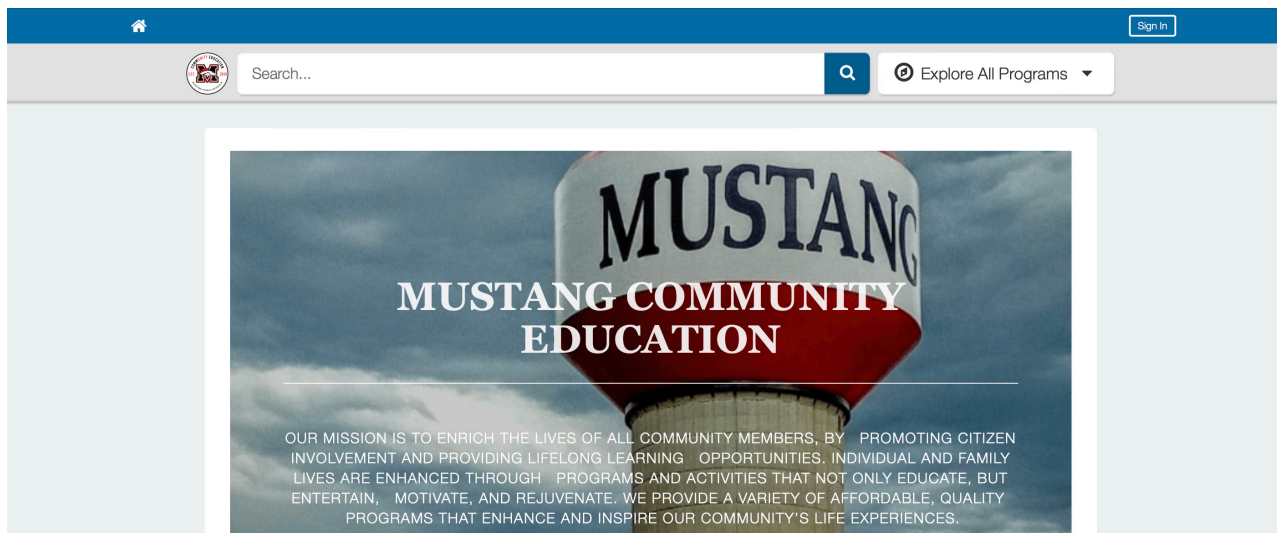 Sign In
Search...
Explore All Programs
MUSTANG
MUSTANG COMMUNITY
EDUCATION
OUR MISSION IS TO ENRICH THE LIVES OF ALL COMMUNITY MEMBERS, BY PROMOTING CITIZEN
INVOLVEMENT AND PROVIDING LIFELONG LEARNING OPPORTUNITIES. INDIVIDUAL AND FAMILY
LIVES ARE ENHANCED THROUGH PROGRAMS AND ACTIVITIES THAT NOT ONLY EDUCATE, BUT
ENTERTAIN, MOTIVATE, AND REJUVENATE. WE PROVIDE A VARIETY OF AFFORDABLE, QUALITY
PROGRAMS THAT ENHANCE AND INSPIRE OUR COMMUNITY'S LIFE EXPERIENCES.